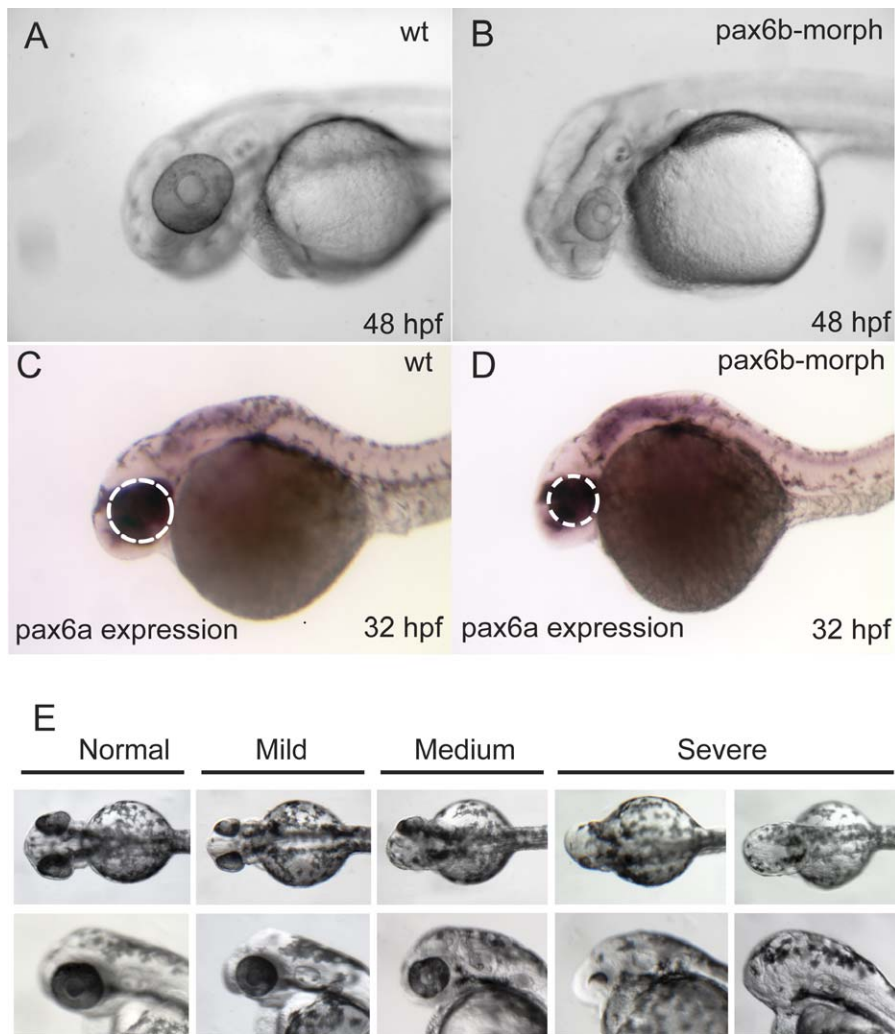 A wt
B pax6b-morph
48 hpf
48 hpf
C wt
D pax6b-morph
pax6a expression 32 hpf
pax6a expression 32 hpf
E
Normal Mild Medium Severe